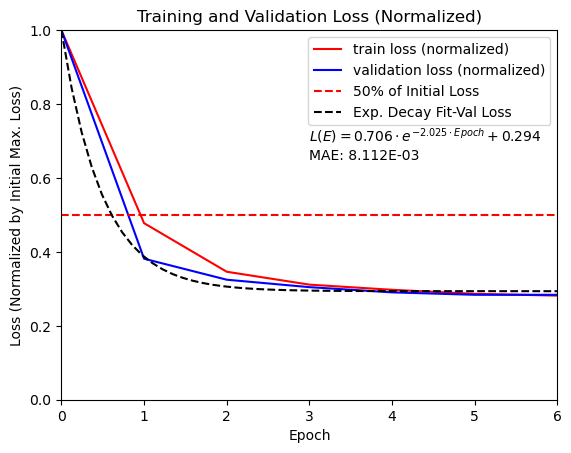 Training and Validation Loss (Normalized)
Loss (Normalized by Initial Max. Loss)
1.0
0.8
0.6
0.4
0.2
0.0
train loss (normalized)
validation loss (normalized)
50% of Initial Loss
Exp. Decay Fit-Val Loss
L(E) = 0.706 · e^{−2.025 · Epoch} + 0.294
MAE: 8.112E-03
0 1 2 3 4 5 6
Epoch